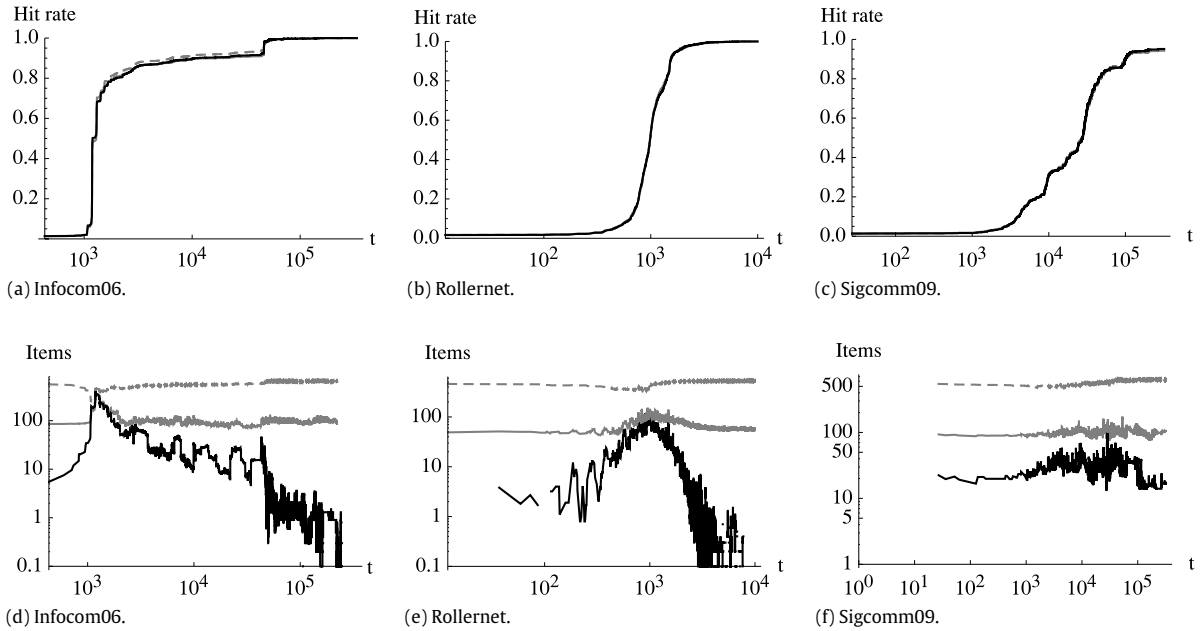 Hit rate
1.0
0.8
0.6
0.4
0.2
10³ 10⁴ 10⁵ t
(a) Infocom06.
Hit rate
1.0
0.8
0.6
0.4
0.2
0.0
10² 10³ 10⁴ t
(b) Rollernet.
Hit rate
1.0
0.8
0.6
0.4
0.2
0.0
10² 10³ 10⁴ 10⁵ t
(c) Sigcomm09.
Items
100
10
1
0.1
10³ 10⁴ 10⁵ t
(d) Infocom06.
Items
100
10
1
0.1
10² 10³ 10⁴ t
(e) Rollernet.
Items
500
100
50
10
5
1
10⁰ 10¹ 10² 10³ 10⁴ 10⁵ t
(f) Sigcomm09.